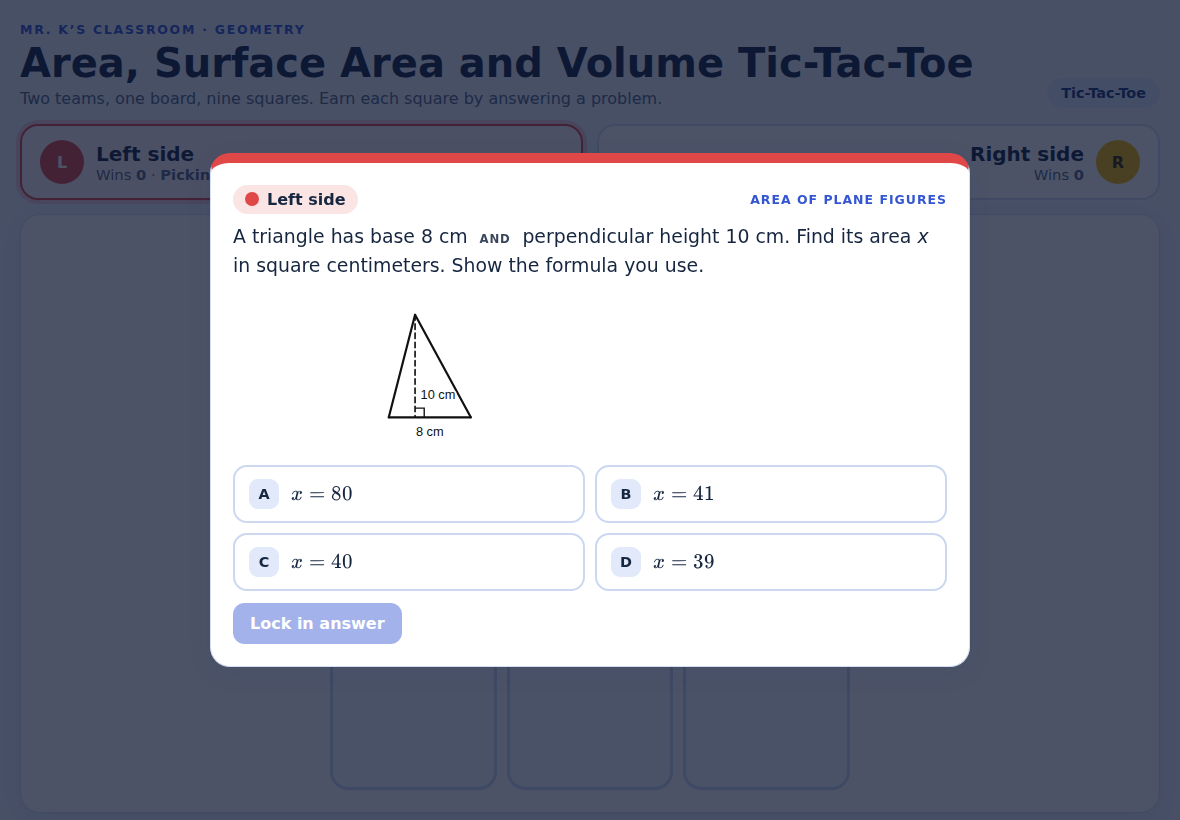 MR. K’S CLASSROOM · GEOMETRY
Area, Surface Area and Volume Tic-Tac-Toe
Two teams, one board, nine squares. Earn each square by answering a problem.
Tic-Tac-Toe
L
Left side
Wins 0 · Pickin
Right side
Wins 0
R
Left side
AREA OF PLANE FIGURES
A triangle has base 8 cm AND perpendicular height 10 cm. Find its area x
in square centimeters. Show the formula you use.
10 cm
8 cm
A x = 80
B x = 41
C x = 40
D x = 39
Lock in answer